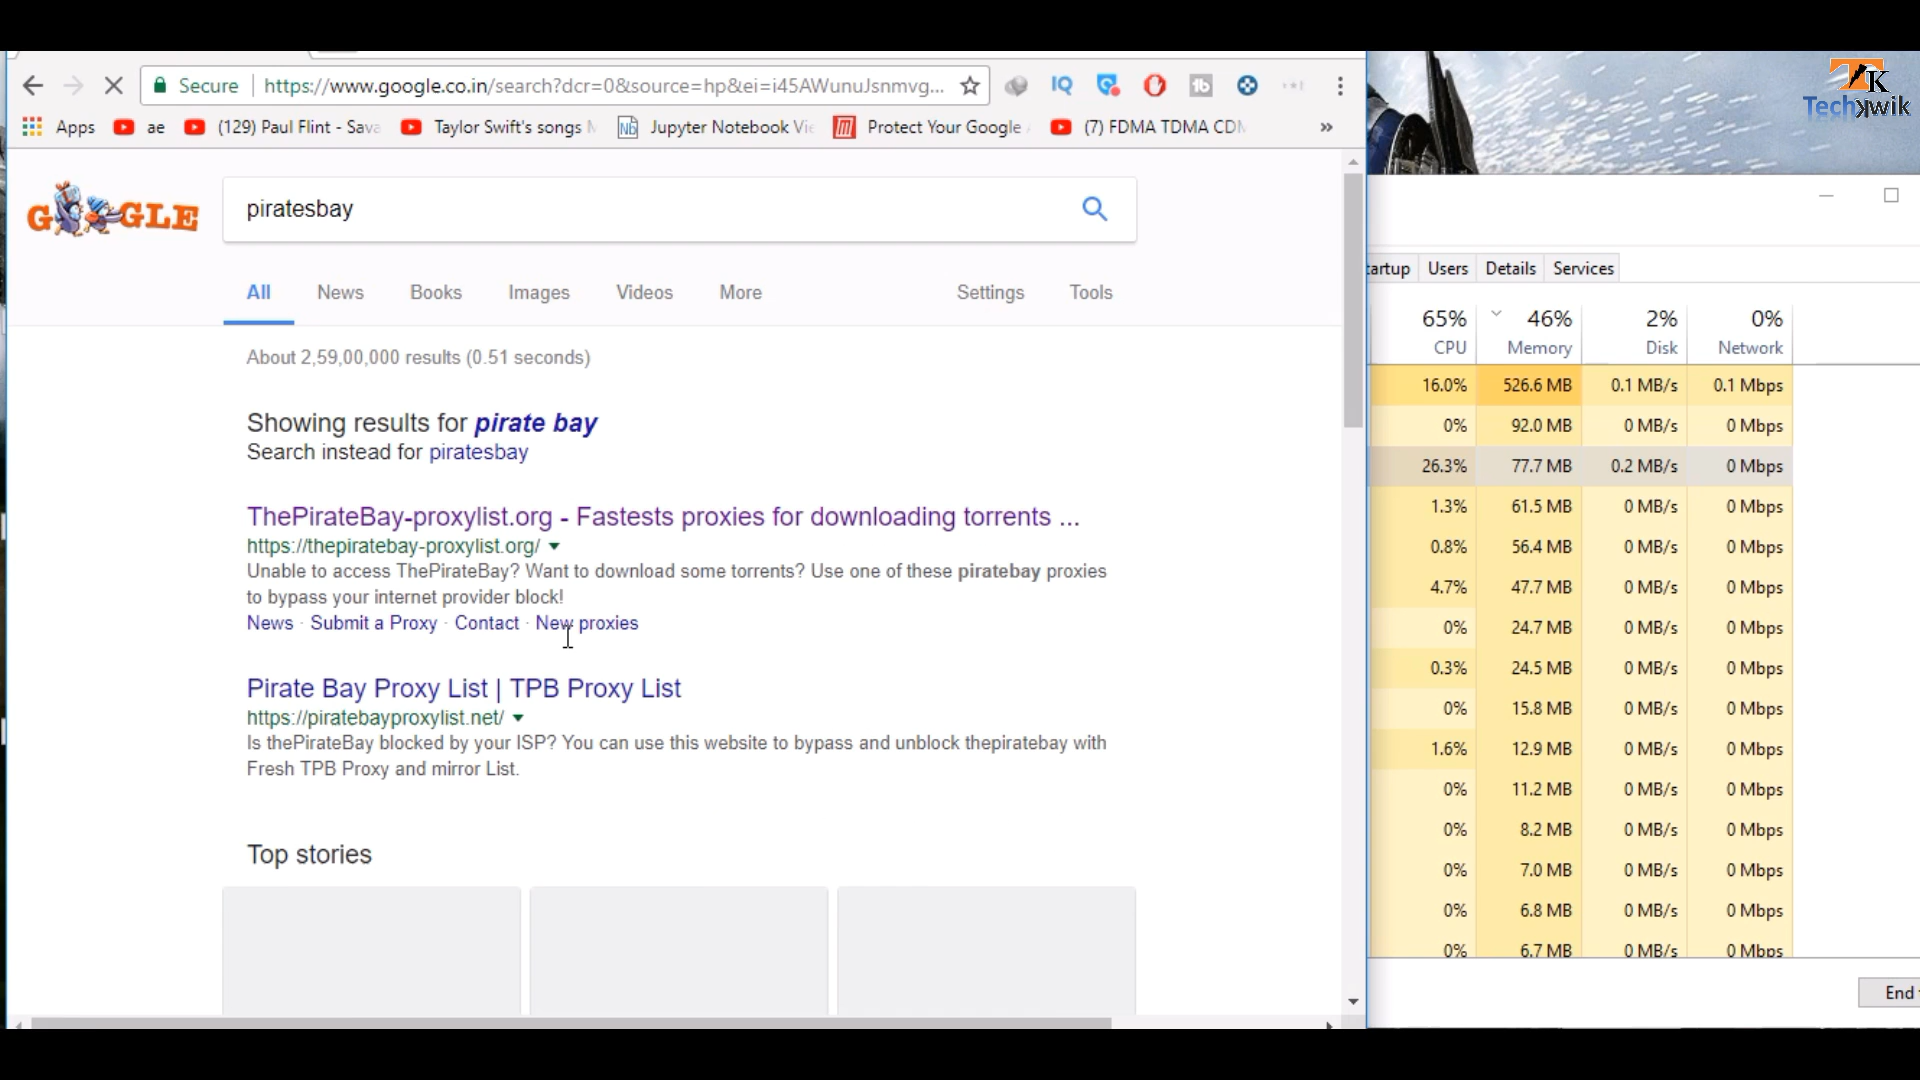 Secure
https://www.google.co.in/search?dcr=0&source=hp&ei=i45AWunuJsnmvg...
IQ
1b
Apps
ae
(129) Paul Flint - Sava
Taylor Swift's songs
Nb
Jupyter Notebook Vi
Protect Your Google
(7) FDMA TDMA CD
»
GOOGLE
piratesbay
All
News
Books
Images
Videos
More
Settings
Tools
About 2,59,00,000 results (0.51 seconds)
Showing results for pirate bay
Search instead for piratesbay
ThePirateBay-proxylist.org - Fastests proxies for downloading torrents ...
https://thepiratebay-proxylist.org/
Unable to access ThePirateBay? Want to download some torrents? Use one of these piratebay proxies
to bypass your internet provider block!
News · Submit a Proxy · Contact · New proxies
Pirate Bay Proxy List | TPB Proxy List
https://piratebayproxylist.net/
Is thePirateBay blocked by your ISP? You can use this website to bypass and unblock thepiratebay with
Fresh TPB Proxy and mirror List.
Top stories
TK
TechKwik
artup Users Details Services
65% 46% 2% 0%
CPU Memory Disk Network
16.0% 526.6 MB 0.1 MB/s 0.1 Mbps
0% 92.0 MB 0 MB/s 0 Mbps
26.3% 77.7 MB 0.2 MB/s 0 Mbps
1.3% 61.5 MB 0 MB/s 0 Mbps
0.8% 56.4 MB 0 MB/s 0 Mbps
4.7% 47.7 MB 0 MB/s 0 Mbps
0% 24.7 MB 0 MB/s 0 Mbps
0.3% 24.5 MB 0 MB/s 0 Mbps
0% 15.8 MB 0 MB/s 0 Mbps
1.6% 12.9 MB 0 MB/s 0 Mbps
0% 11.2 MB 0 MB/s 0 Mbps
0% 8.2 MB 0 MB/s 0 Mbps
0% 7.0 MB 0 MB/s 0 Mbps
0% 6.8 MB 0 MB/s 0 Mbps
0% 6.7 MB 0 MB/s 0 Mbps
End